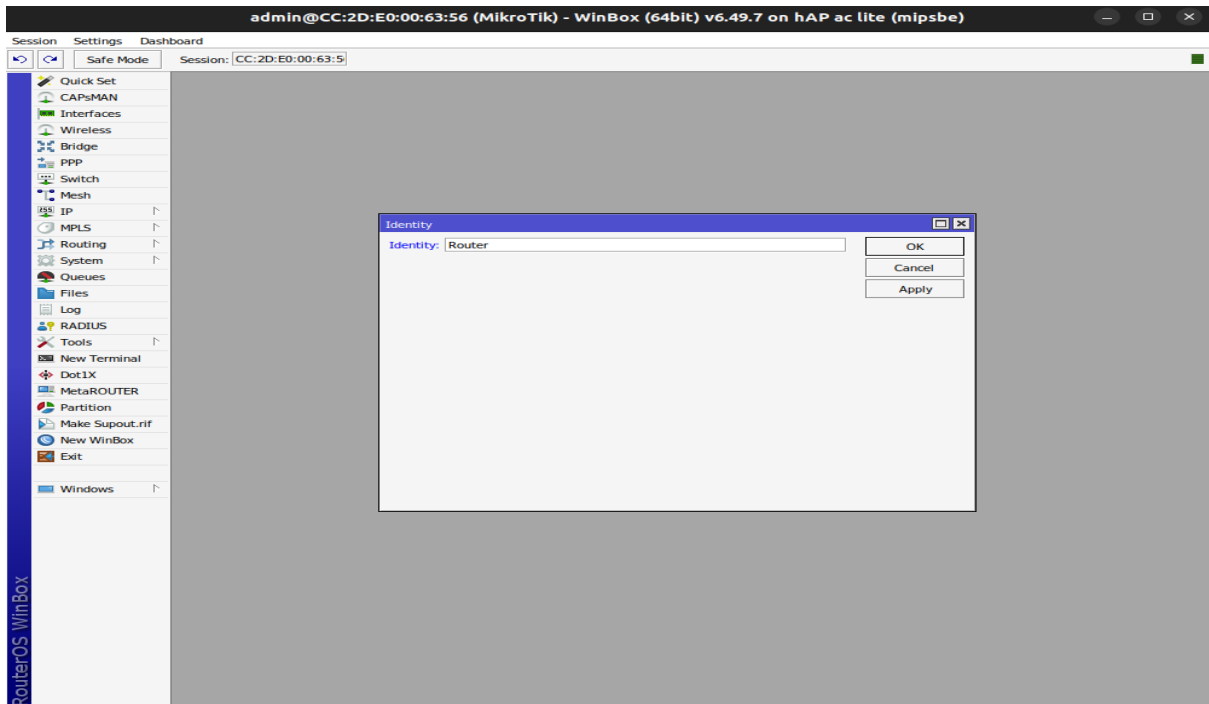 admin@CC:2D:E0:00:63:56 (MikroTik) - WinBox (64bit) v6.49.7 on hAP ac lite (mipsbe)
Session Settings Dashboard
Safe Mode Session: CC:2D:E0:00:63:5
Quick Set
CAPsMAN
Interfaces
Wireless
Bridge
PPP
Switch
Mesh
255 IP
MPLS
Routing
System
Queues
Files
Log
RADIUS
Tools
New Terminal
Dot1X
MetaROUTER
Partition
Make Supout.rif
New WinBox
Exit
Windows
Identity
Identity: Router
OK
Cancel
Apply
RouterOS WinBox